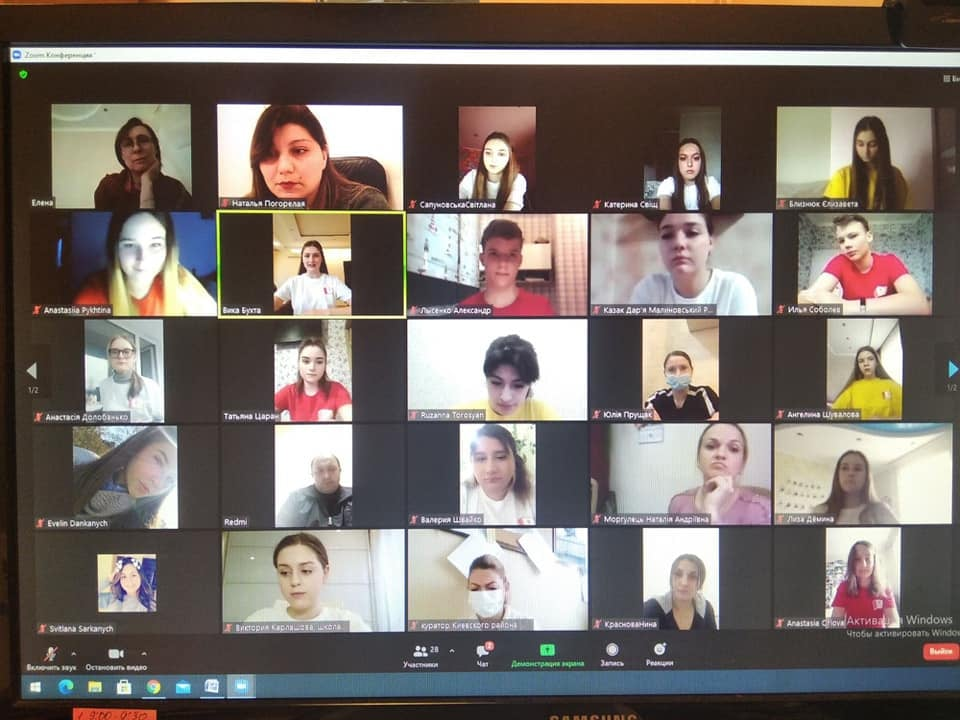 Zoom Конференция
Елена
Наталья Погорелая
СапуновськаСвітлана
Катерина Свіщ
Близнюк Єлизавета
Anastasiia Pykhtina
Вика Бухта
Лысенко Александр
Казак Дар'я Малиновський Р...
Илья Соболев
1/2
1/2
Анастасія Долобанько
Татьяна Царан
Ruzanna Torosyan
Юлія Прущак
Ангелина Шувалова
Evelin Dankanych
Redmi
Валерия Швайко
Моргулець Наталія Андріївна
Лиза Дёмина
Svitlana Sarkanych
Виктория Карлашова, школа
куратор Киевского района
КрасноваНина
Anastasia Orlova
Активация Windows
Чтобы активировать Windows
Включить звук
Остановить видео
Участники
28
Чат
Демонстрация экрана
Запись
Реакции
Выйти
SAMSUNG